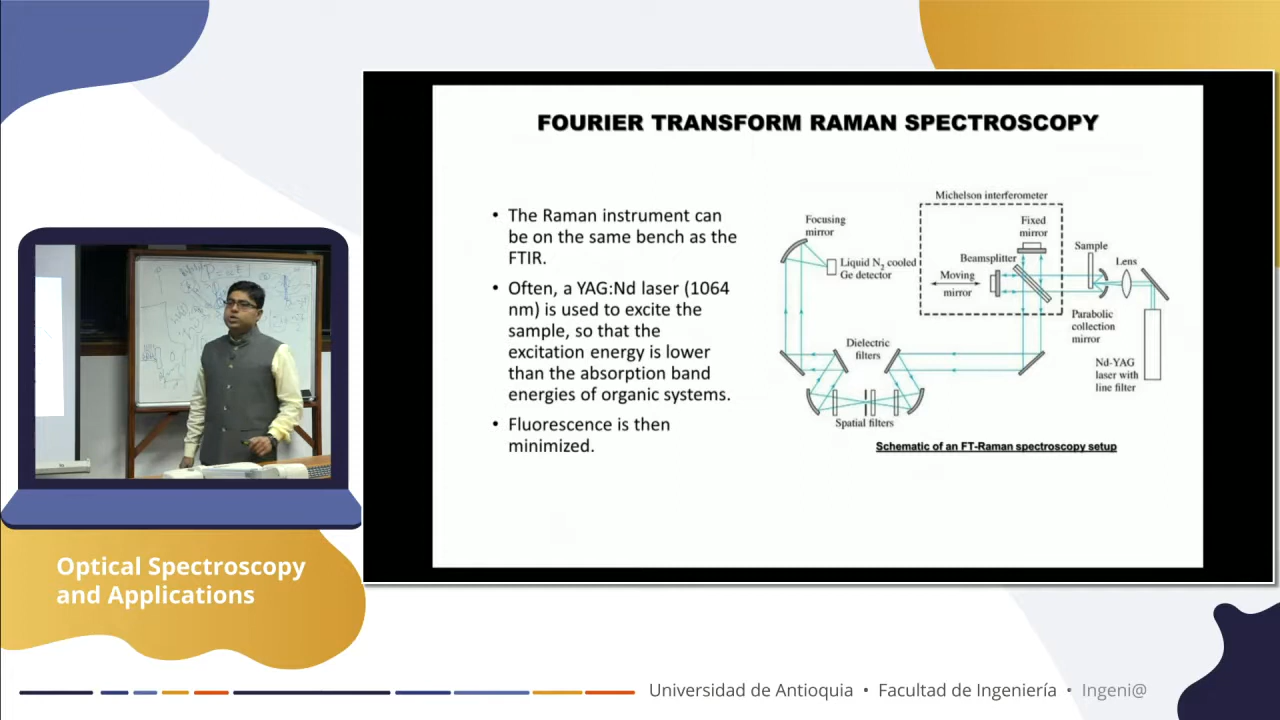 FOURIER TRANSFORM RAMAN SPECTROSCOPY
• The Raman instrument can
be on the same bench as the
FTIR.
• Often, a YAG:Nd laser (1064
nm) is used to excite the
sample, so that the
excitation energy is lower
than the absorption band
energies of organic systems.
• Fluorescence is then
minimized.
Michelson interferometer
Focusing
mirror
Fixed
mirror
Liquid N₂ cooled
Ge detector
Beamsplitter
Moving
mirror
Sample
Lens
Parabolic
collection
mirror
Dielectric
filters
Nd-YAG
laser with
line filter
Spatial filters
Schematic of an FT-Raman spectroscopy setup
Optical Spectroscopy
and Applications
Universidad de Antioquia • Facultad de Ingeniería • Ingeni@